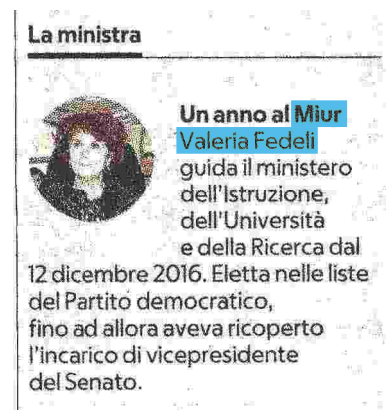 La ministra
Un anno al Miur
Valeria Fedeli
guida il ministero
dell'Istruzione,
dell'Università
e della Ricerca dal
12 dicembre 2016. Eletta nelle liste
del Partito democratico,
fino ad allora aveva ricoperto
l'incarico di vicepresidente
del Senato.